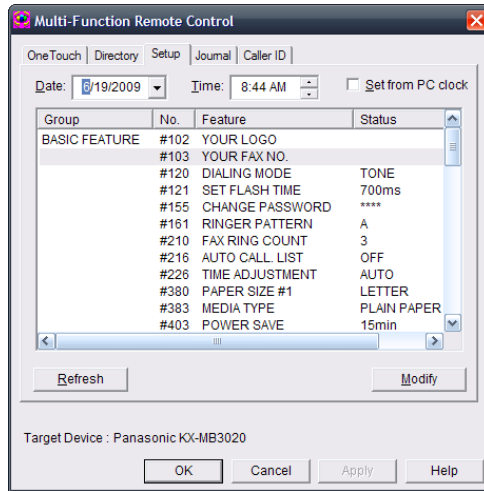 Multi-Function Remote Control
OneTouch Directory Setup Journal Caller ID
Date: 6/19/2009 Time: 8:44 AM Set from PC clock
Group No. Feature Status
BASIC FEATURE #102 YOUR LOGO
#103 YOUR FAX NO.
#120 DIALING MODE TONE
#121 SET FLASH TIME 700ms
#155 CHANGE PASSWORD ****
#161 RINGER PATTERN A
#210 FAX RING COUNT 3
#216 AUTO CALL. LIST OFF
#226 TIME ADJUSTMENT AUTO
#380 PAPER SIZE #1 LETTER
#383 MEDIA TYPE PLAIN PAPER
#403 POWER SAVE 15min
Refresh Modify
Target Device : Panasonic KX-MB3020
OK Cancel Apply Help